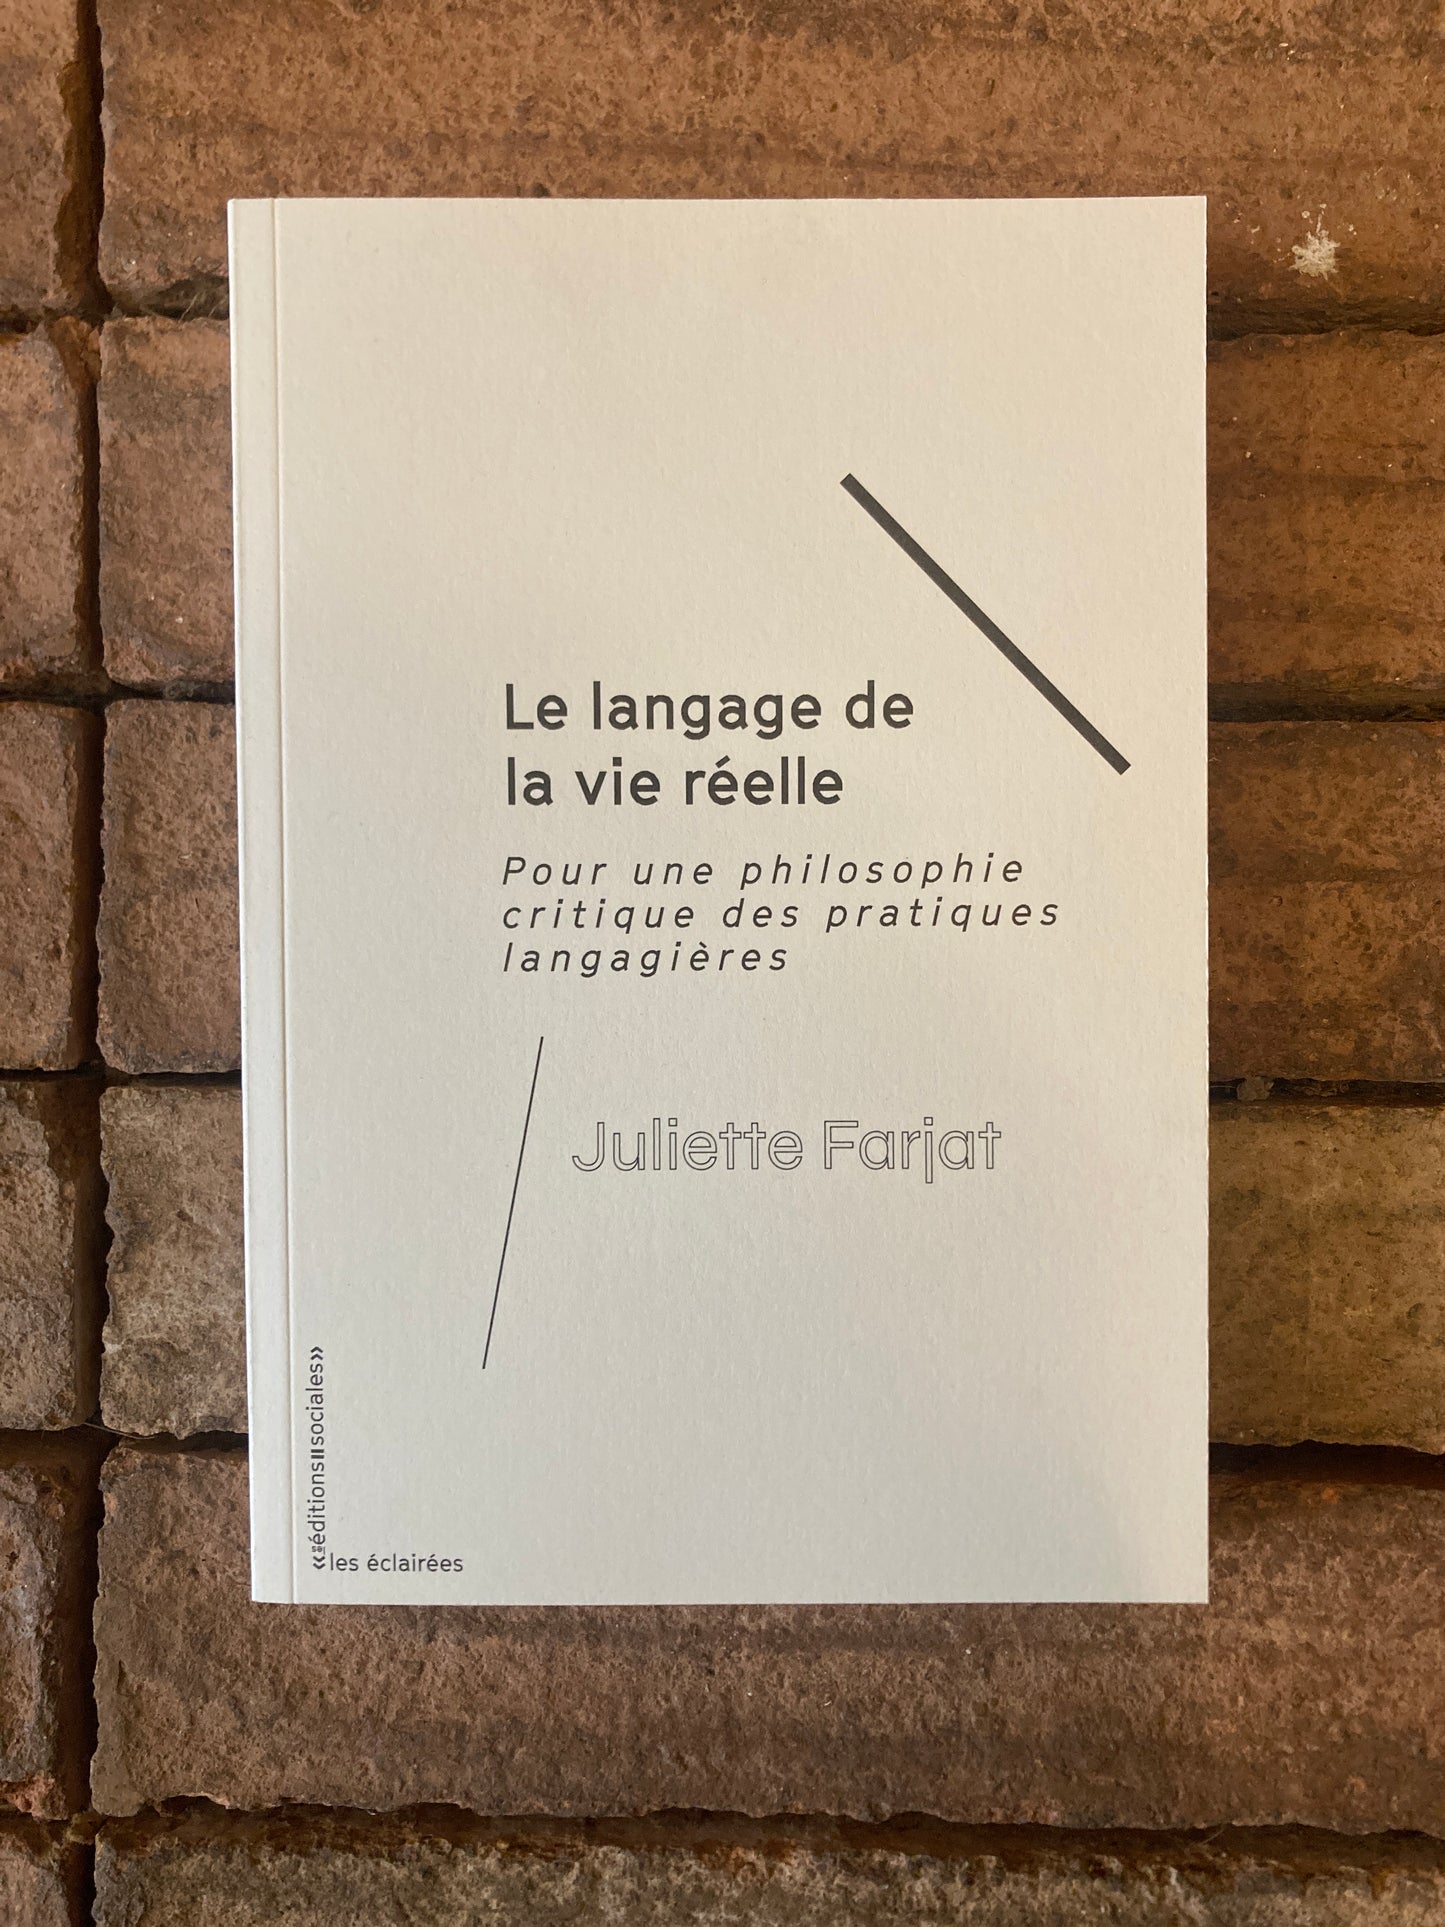 Le langage de
la vie réelle
Pour une philosophie
critique des pratiques
langagières
Juliette Farjat
«éditions sociales»
les éclairées